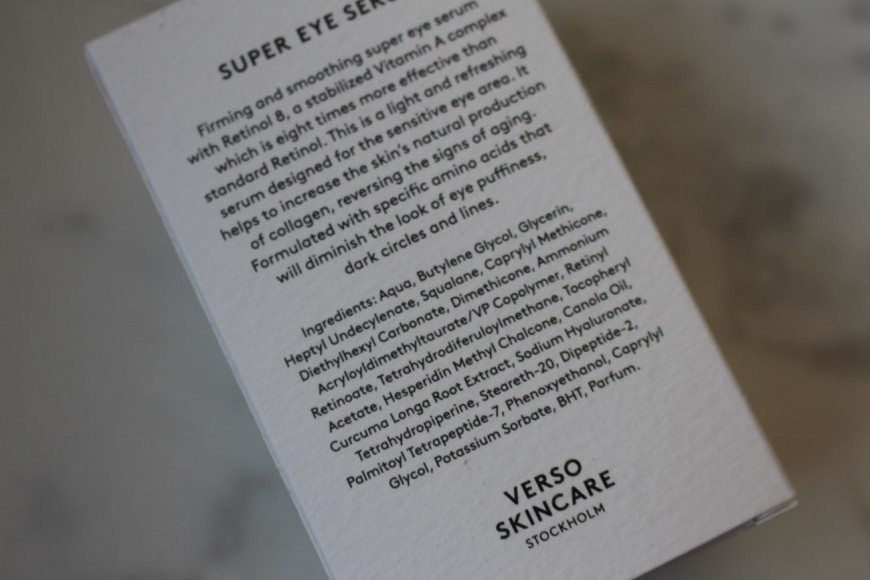 SUPER EYE SERU
Firming and smoothing super eye serum
with Retinol 8, a stabilized Vitamin A complex
which is eight times more effective than
standard Retinol. This is a light and refreshing
serum designed for the sensitive eye area. It
helps to increase the skin's natural production
of collagen, reversing the signs of aging.
Formulated with specific amino acids that
will diminish the look of eye puffiness,
dark circles and lines.
Ingredients: Aqua, Butylene Glycol, Glycerin,
Heptyl Undecylenate, Squalane, Caprylyl Methicone,
Diethylhexyl Carbonate, Dimethicone, Ammonium
Acryloyldimethyltaurate/VP Copolymer, Retinyl
Retinoate, Tetrahydrodiferuloylmethane, Tocopheryl
Acetate, Hesperidin Methyl Chalcone, Canola Oil,
Curcuma Longa Root Extract, Sodium Hyaluronate,
Tetrahydropiperine, Steareth-20, Dipeptide-2,
Palmitoyl Tetrapeptide-7, Phenoxyethanol, Caprylyl
Glycol, Potassium Sorbate, BHT, Parfum.
VERSO
SKINCARE
STOCKHOLM